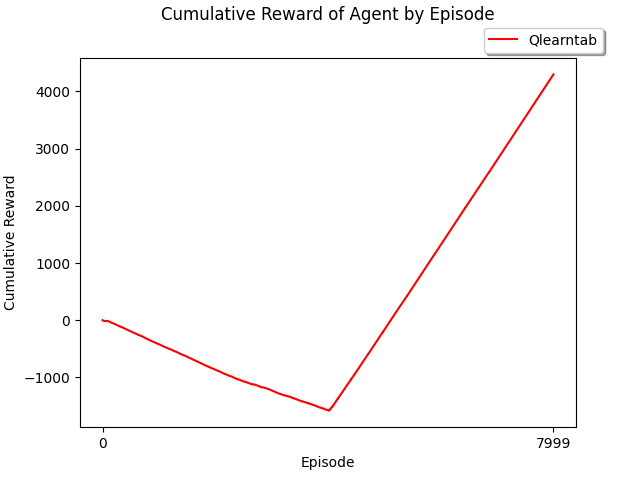 Cumulative Reward of Agent by Episode
Qlearntab
4000
3000
2000
1000
0
−1000
Cumulative Reward
0 7999
Episode